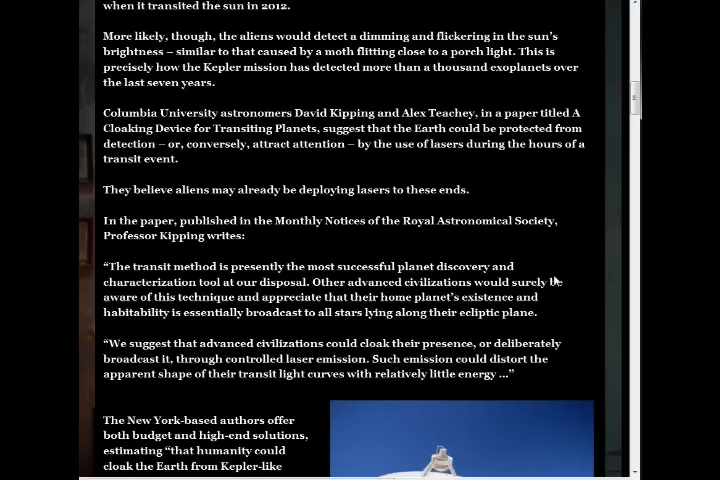 when it transited the sun in 2012.
More likely, though, the aliens would detect a dimming and flickering in the sun's
brightness – similar to that caused by a moth flitting close to a porch light. This is
precisely how the Kepler mission has detected more than a thousand exoplanets over
the last seven years.
Columbia University astronomers David Kipping and Alex Teachey, in a paper titled A
Cloaking Device for Transiting Planets, suggest that the Earth could be protected from
detection – or, conversely, attract attention – by the use of lasers during the hours of a
transit event.
They believe aliens may already be deploying lasers to these ends.
In the paper, published in the Monthly Notices of the Royal Astronomical Society,
Professor Kipping writes:
“The transit method is presently the most successful planet discovery and
characterization tool at our disposal. Other advanced civilizations would surely be
aware of this technique and appreciate that their home planet's existence and
habitability is essentially broadcast to all stars lying along their ecliptic plane.
“We suggest that advanced civilizations could cloak their presence, or deliberately
broadcast it, through controlled laser emission. Such emission could distort the
apparent shape of their transit light curves with relatively little energy ...”
The New York-based authors offer
both budget and high-end solutions,
estimating “that humanity could
cloak the Earth from Kepler-like